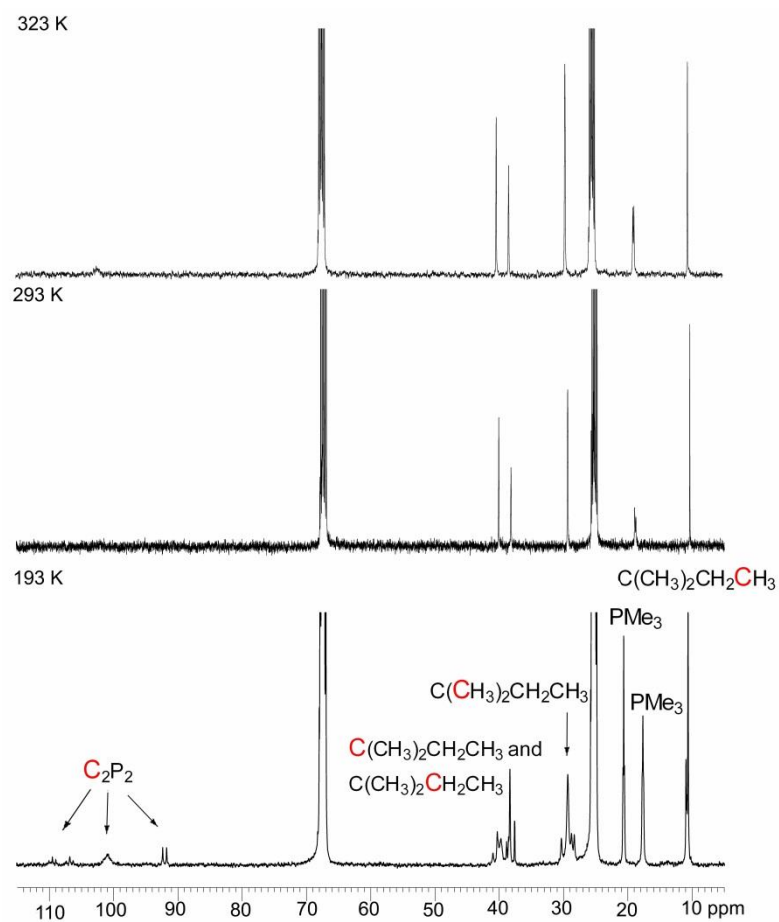 323 K
293 K
193 K
C(CH₃)₂CH₂CH₃
PMe₃
C(CH₃)₂CH₂CH₃
PMe₃
C(CH₃)₂CH₂CH₃ and
C(CH₃)₂CH₂CH₃
C₂P₂
110 100 90 80 70 60 50 40 30 20 10 ppm